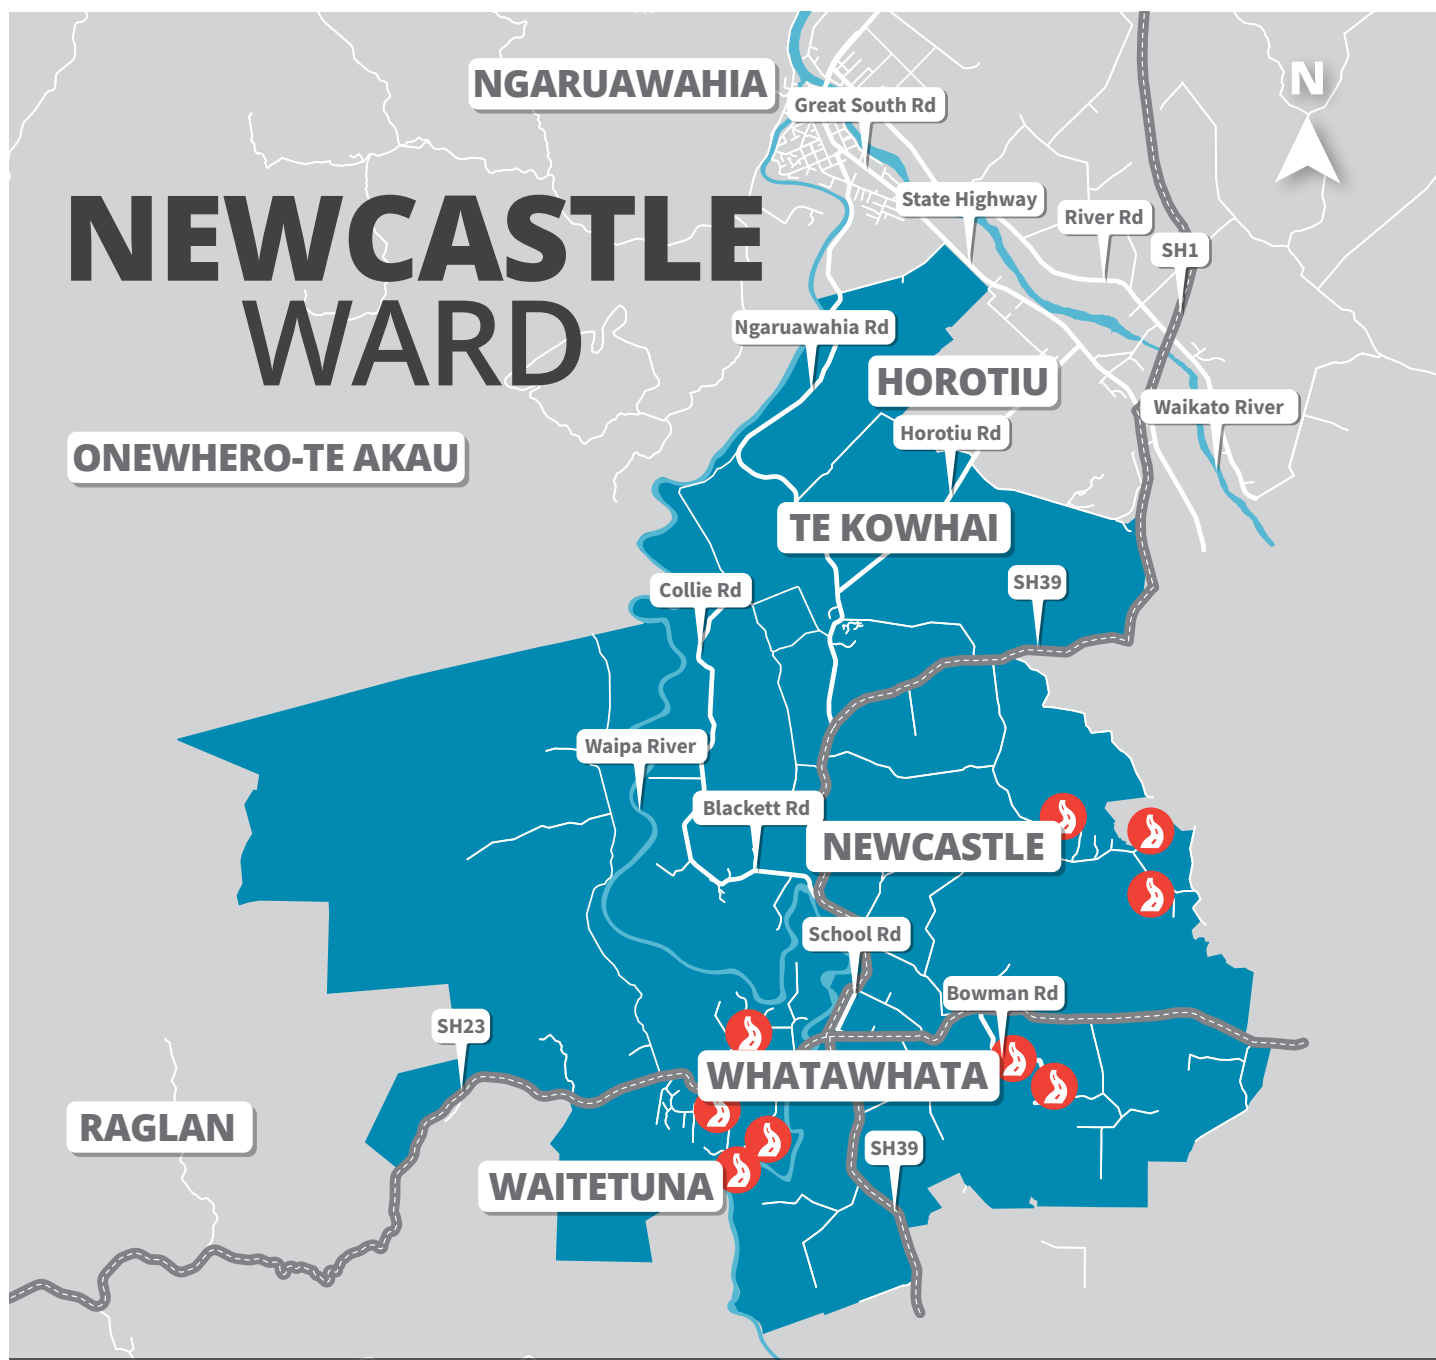 NGARUAWAHIA
N
Great South Rd
NEWCASTLE
WARD
State Highway
River Rd
SH1
Ngaruawahia Rd
HOROTIU
Waikato River
Horotiu Rd
ONEWHERO-TE AKAU
TE KOWHAI
Collie Rd
SH39
Waipa River
Blackett Rd
NEWCASTLE
School Rd
Bowman Rd
SH23
WHATAWHATA
RAGLAN
SH39
WAITETUNA